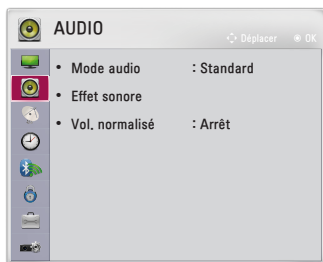 AUDIO
Déplacer OK
• Mode audio : Standard
• Effet sonore
• Vol. normalisé : Arrêt